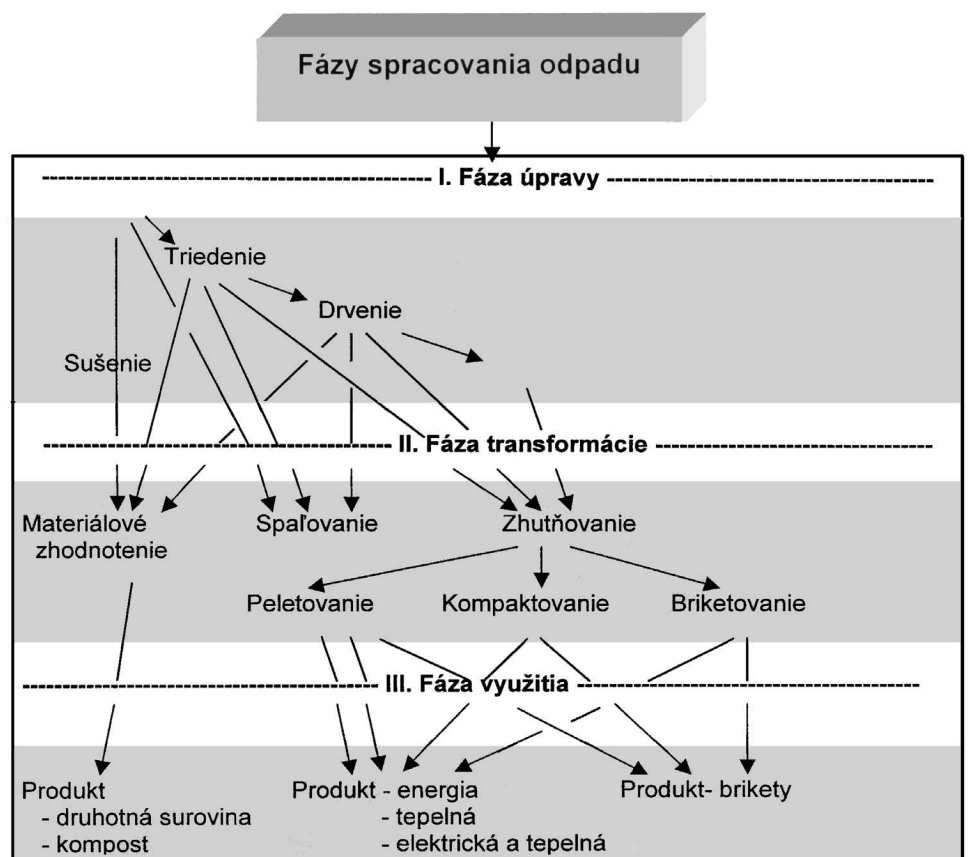 Fázy spracovania odpadu
I. Fáza úpravy
Triedenie
Drvenie
Sušenie
II. Fáza transformácie
Materiálové Spaľovanie Zhutňovanie
zhodnotenie
Peletovanie Kompaktovanie Briketovanie
III. Fáza využitia
Produkt Produkt - energia Produkt- brikety
- druhotná surovina - tepelná
- kompost - elektrická a tepelná